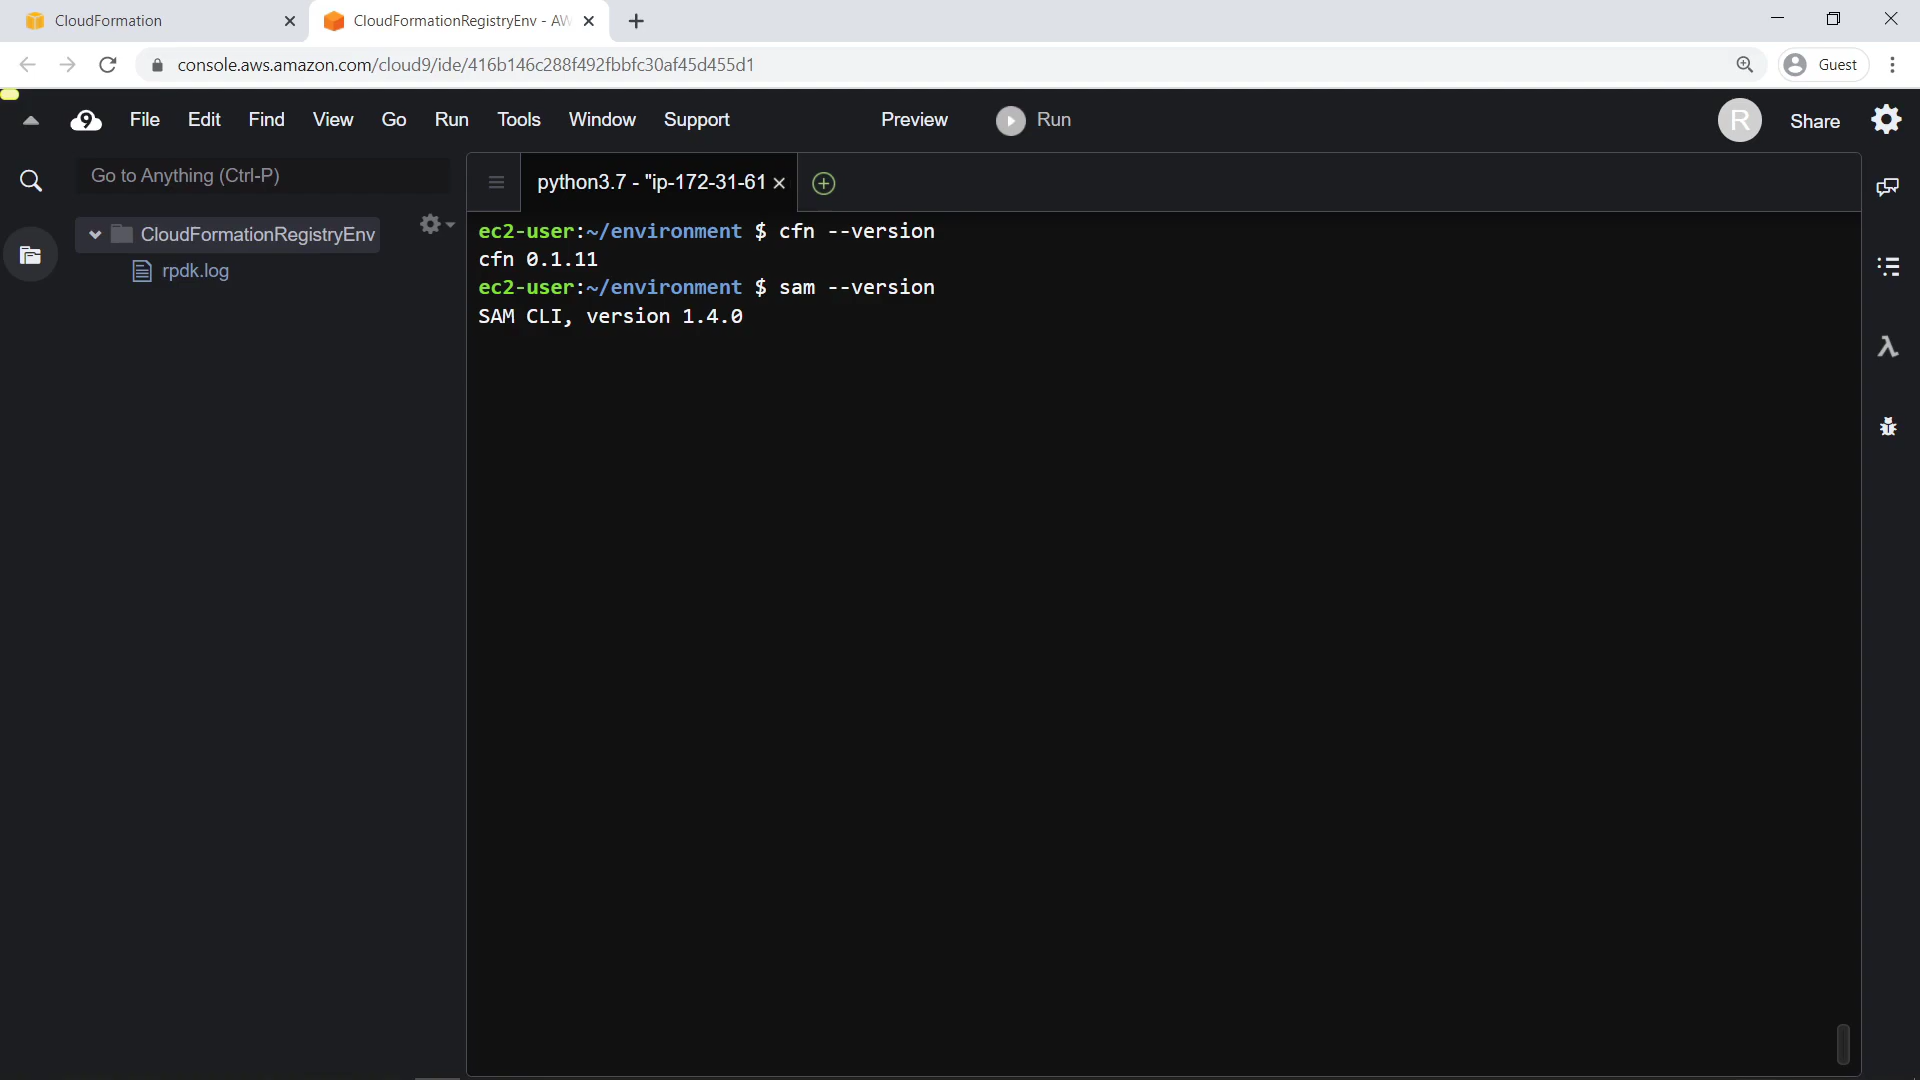 CloudFormation
CloudFormationRegistryEnv - AW
console.aws.amazon.com/cloud9/ide/416b146c288f492fbbfc30af45d455d1
Guest
9 File Edit Find View Go Run Tools Window Support Preview Run R Share
Go to Anything (Ctrl-P)
python3.7 - "ip-172-31-61
CloudFormationRegistryEnv
rpdk.log
ec2-user:~/environment $ cfn --version
cfn 0.1.11
ec2-user:~/environment $ sam --version
SAM CLI, version 1.4.0